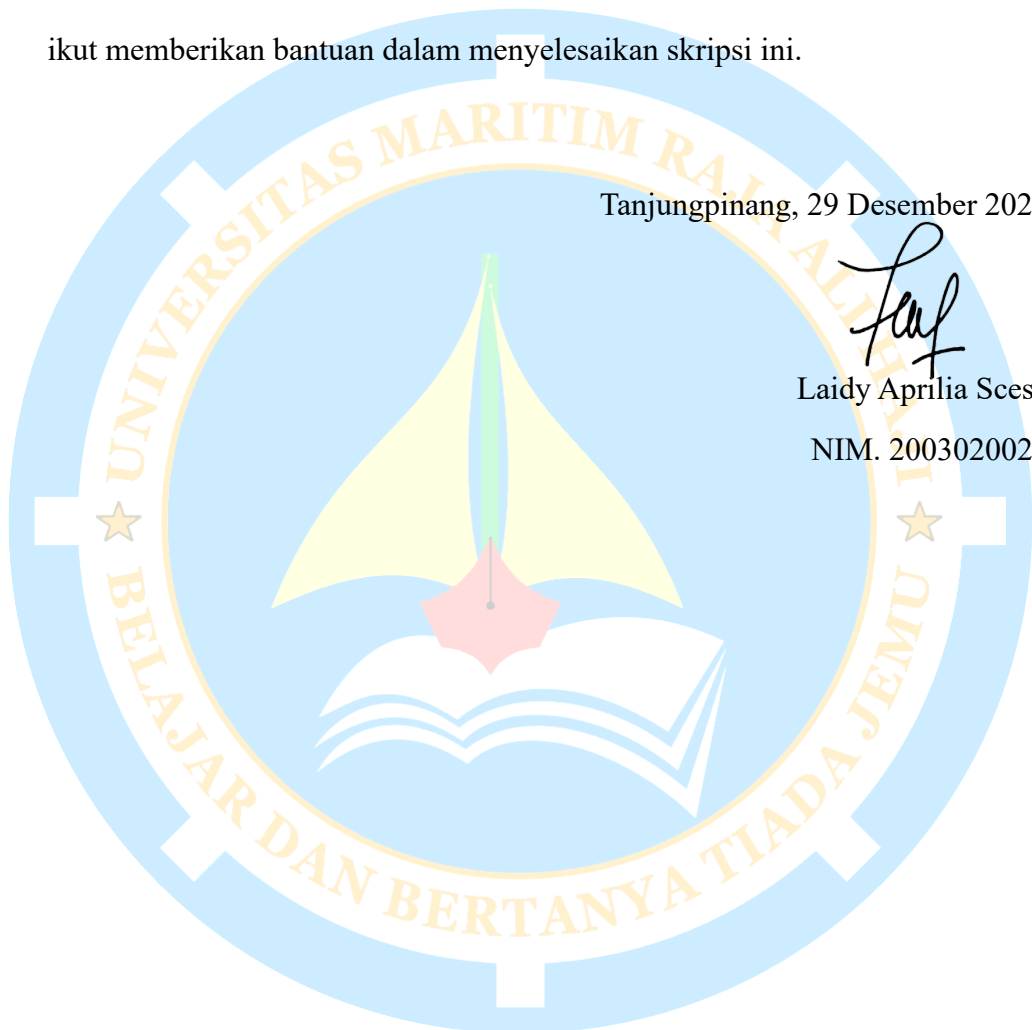 ikut memberikan bantuan dalam menyelesaikan skripsi ini.
UNIVERSITAS MARITIM RAJA ALI HAJI
Tanjungpinang, 29 Desember 202
Laidy Aprilia Sces
NIM. 200302002
BELAJAR DAN BERTANYA TIADA JEMU